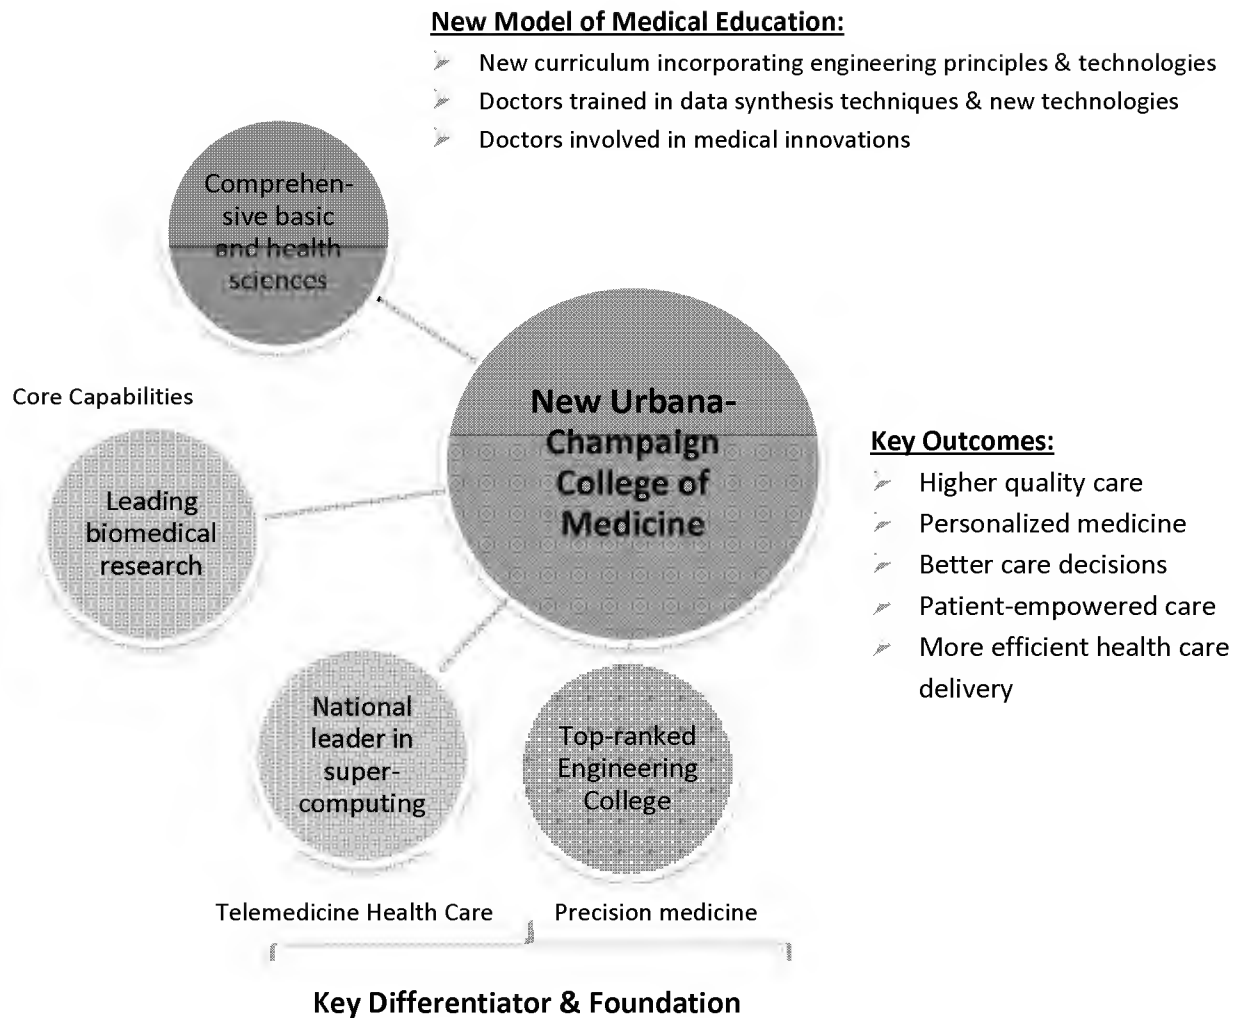 New Model of Medical Education:
New curriculum incorporating engineering principles & technologies
Doctors trained in data synthesis techniques & new technologies
Doctors involved in medical innovations
Comprehen-
sive basic
and health
sciences
Core Capabilities
Leading
biomedical
research
New Urbana-
Champaign
College of
Medicine
Key Outcomes:
Higher quality care
Personalized medicine
Better care decisions
Patient-empowered care
More efficient health care
delivery
National
leader in
super-
computing
Top-ranked
Engineering
College
Telemedicine Health Care
Precision medicine
Key Differentiator & Foundation